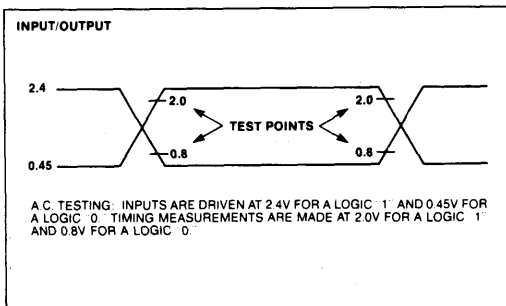 INPUT/OUTPUT
2.4
2.0
2.0
TEST POINTS
0.8
0.8
0.45
A.C. TESTING: INPUTS ARE DRIVEN AT 2.4V FOR A LOGIC "1" AND 0.45V FOR
A LOGIC "0." TIMING MEASUREMENTS ARE MADE AT 2.0V FOR A LOGIC "1"
AND 0.8V FOR A LOGIC "0."